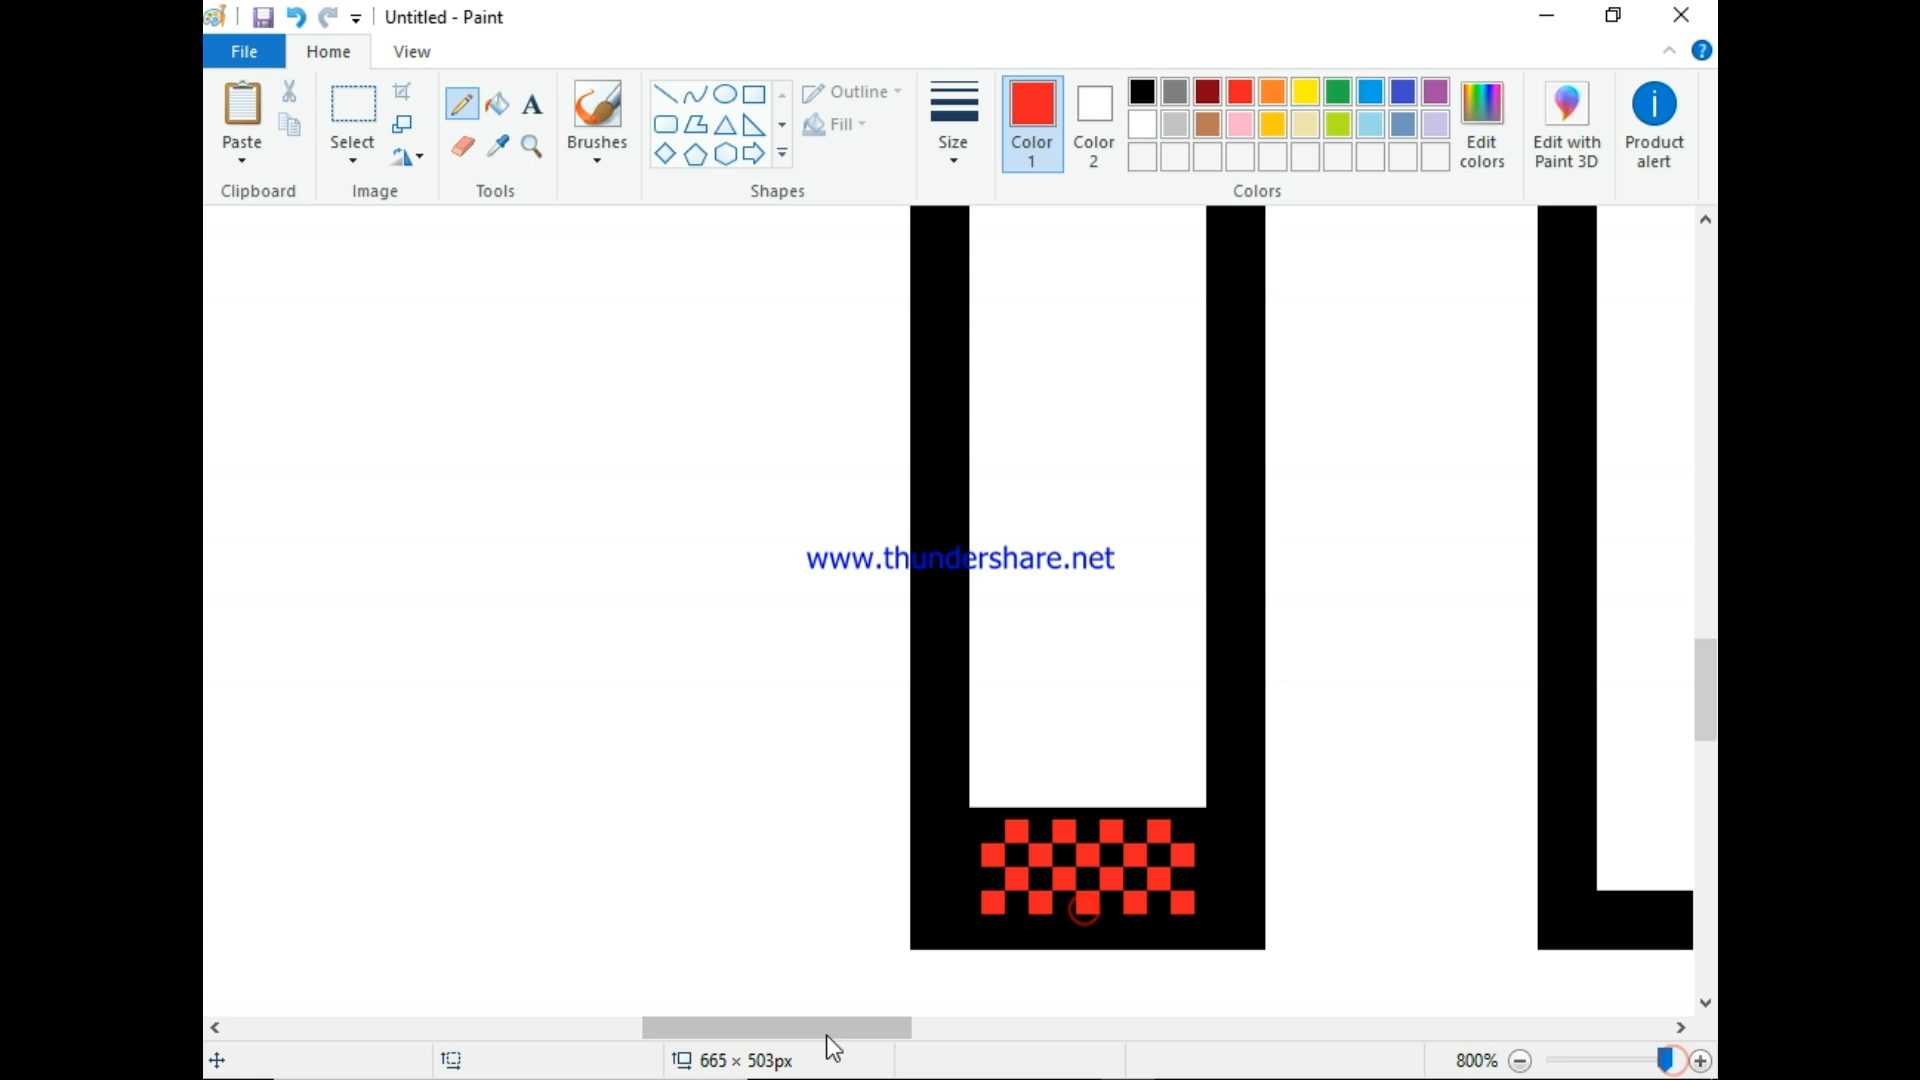 Untitled - Paint
File
Home
View
Paste
Clipboard
Select
Image
A
Tools
Brushes
Outline
Fill
Shapes
Size
Color
1
Color
2
Colors
Edit
colors
Edit with
Paint 3D
Product
alert
www.thundershare.net
665 × 503px
800%